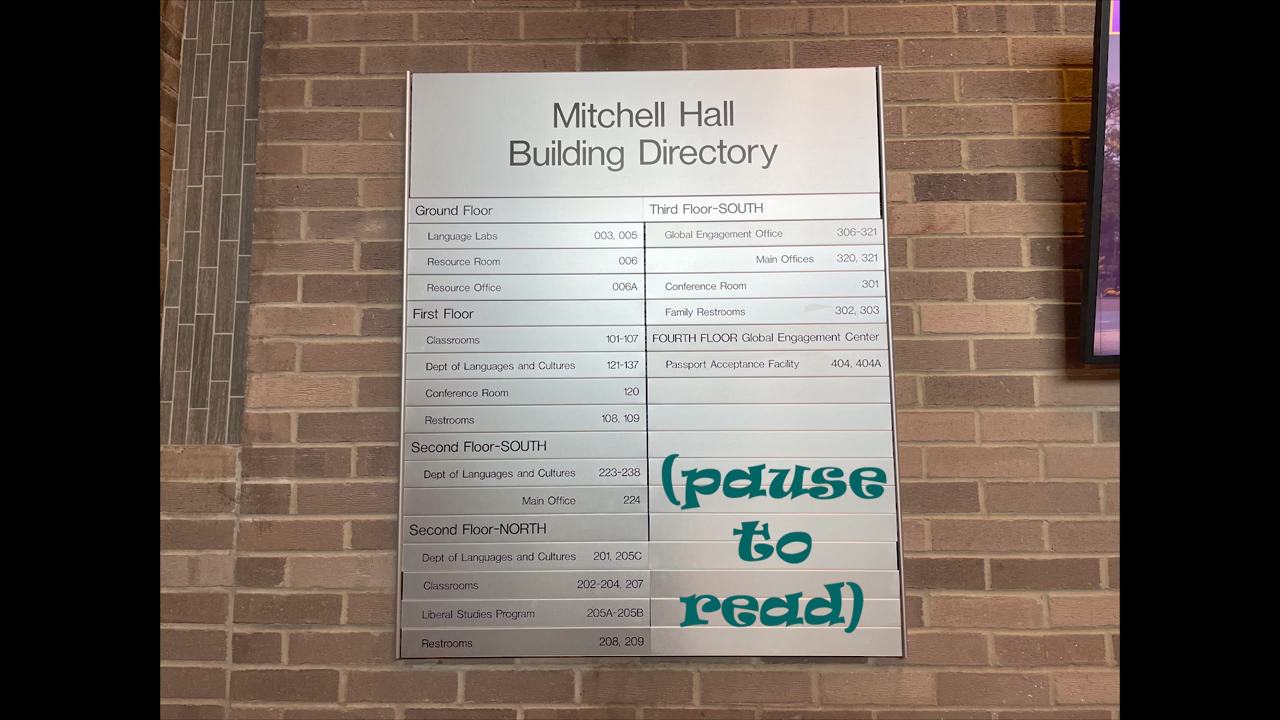 Mitchell Hall
Building Directory
Ground Floor
Language Labs 003, 005
Resource Room 006
Resource Office 006A
First Floor
Classrooms 101-107
Dept of Languages and Cultures 121-137
Conference Room 120
Restrooms 108, 109
Second Floor-SOUTH
Dept of Languages and Cultures 223-238
Main Office 224
Second Floor-NORTH
Dept of Languages and Cultures 201, 205C
Classrooms 202-204, 207
Liberal Studies Program 205A-205B
Restrooms 208, 209
Third Floor-SOUTH
Global Engagement Office 306-321
Main Offices 320, 321
Conference Room 301
Family Restrooms 302, 303
FOURTH FLOOR Global Engagement Center
Passport Acceptance Facility 404, 404A
(pause
to
read)